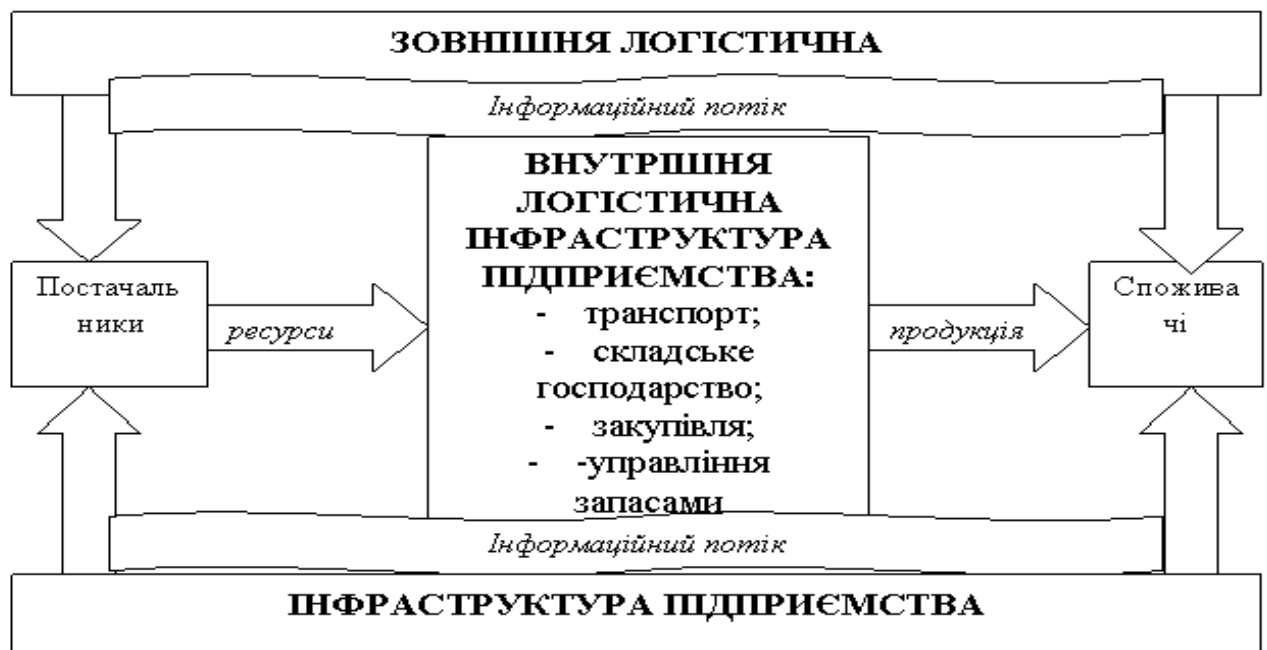 ЗОВНІШНЯ ЛОГІСТИЧНА
Інформаційний потік
ВНУТРІШНЯ
ЛОГІСТИЧНА
ІНФРАСТРУКТУРА
ПІДПРИЄМСТВА:
- транспорт;
- складське
господарство;
- закупівля;
- -управління
запасами
Постачаль
ники
ресурси
продукція
Спожива
чі
Інформаційний потік
ІНФРАСТРУКТУРА ПІДПРИЄМСТВА